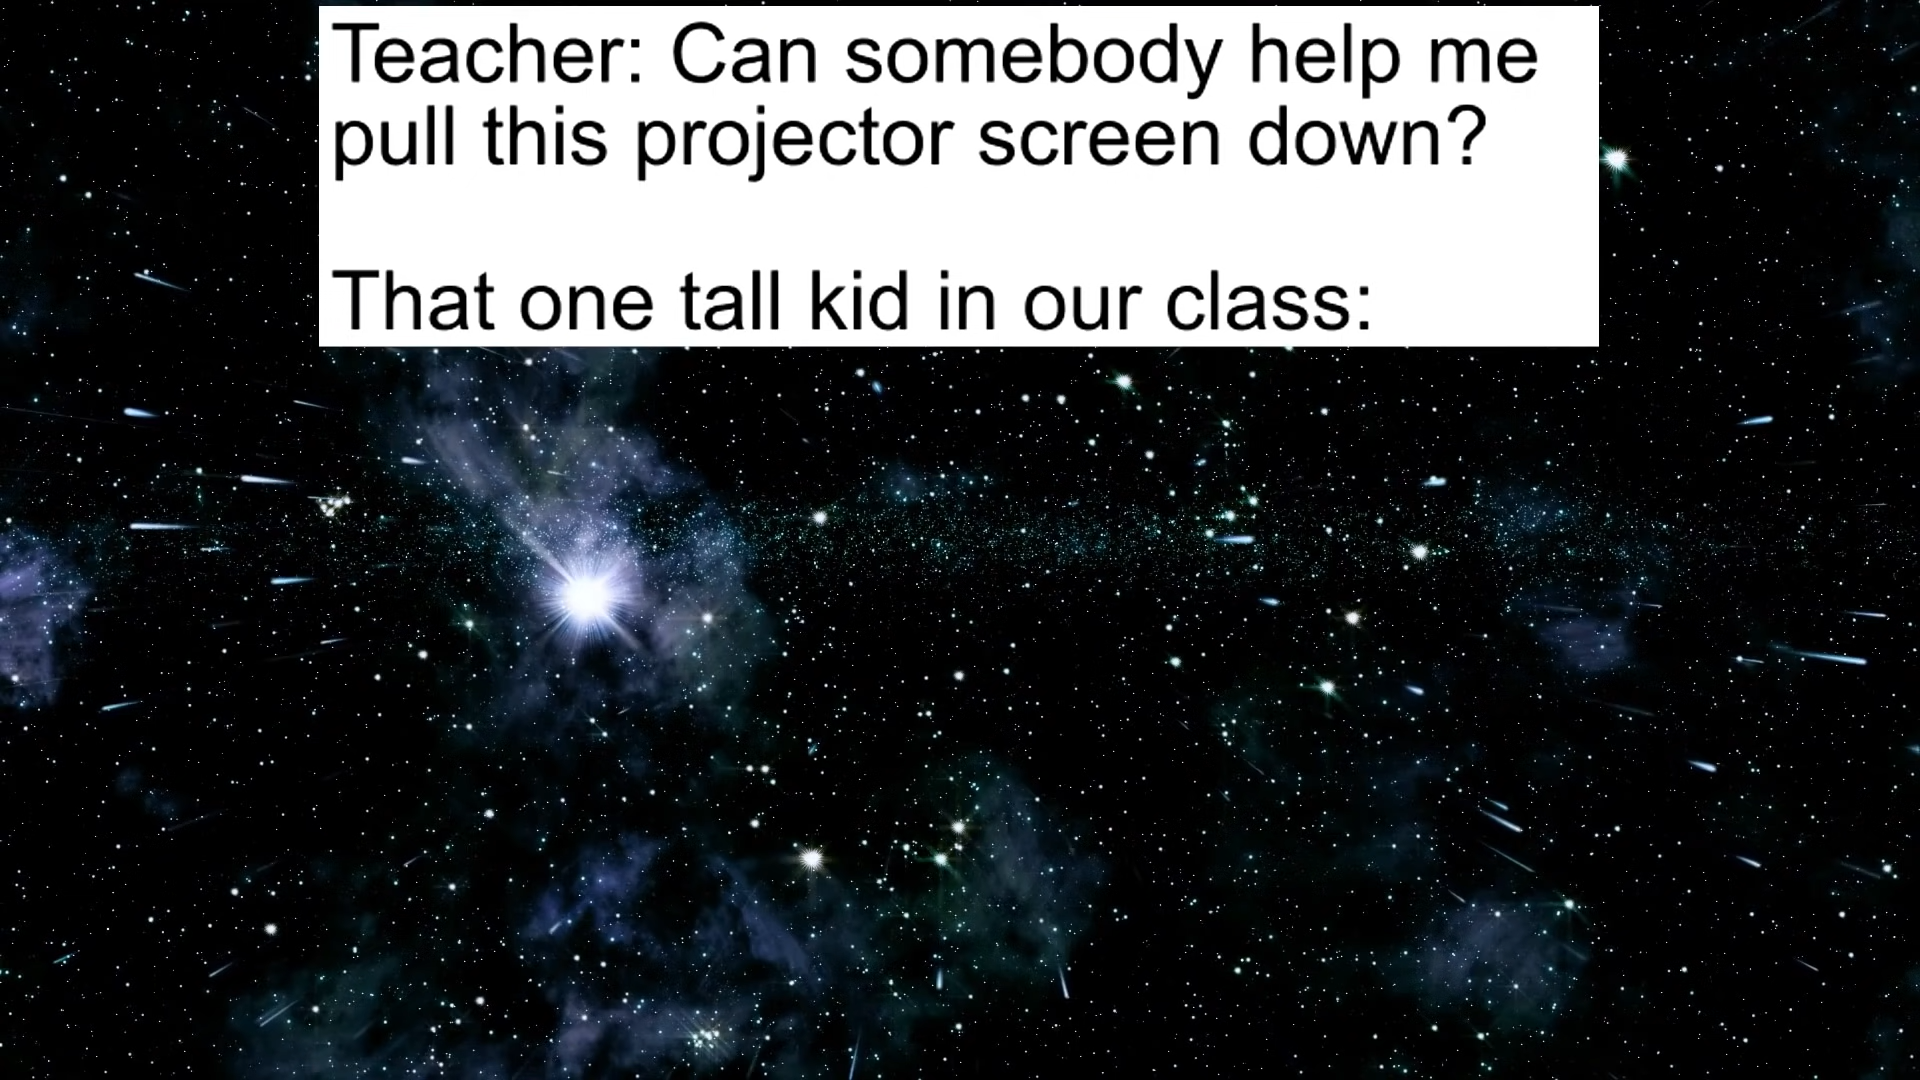 Teacher: Can somebody help me
pull this projector screen down?
That one tall kid in our class: